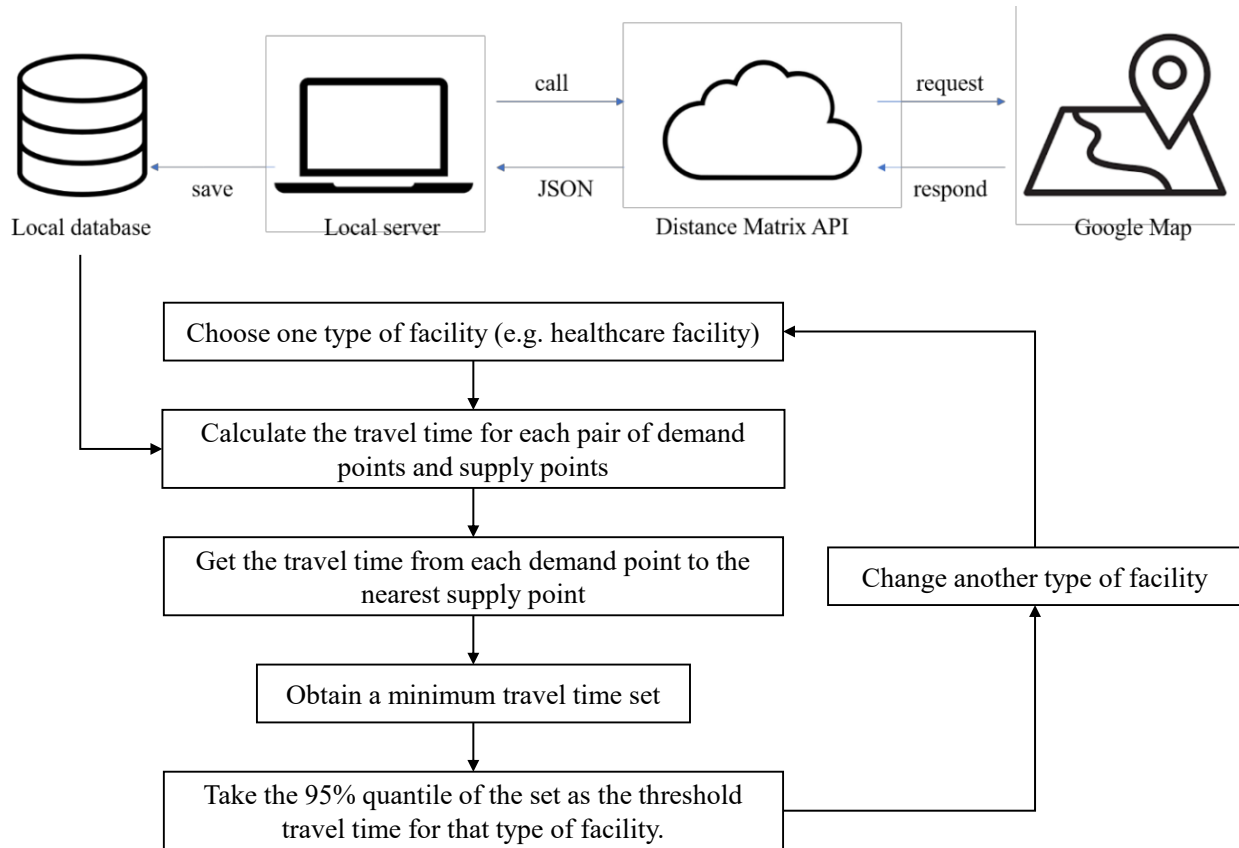 call
request
save
JSON
respond
Local database
Local server
Distance Matrix API
Google Map
Choose one type of facility (e.g. healthcare facility)
Calculate the travel time for each pair of demand
points and supply points
Get the travel time from each demand point to the
nearest supply point
Change another type of facility
Obtain a minimum travel time set
Take the 95% quantile of the set as the threshold
travel time for that type of facility.